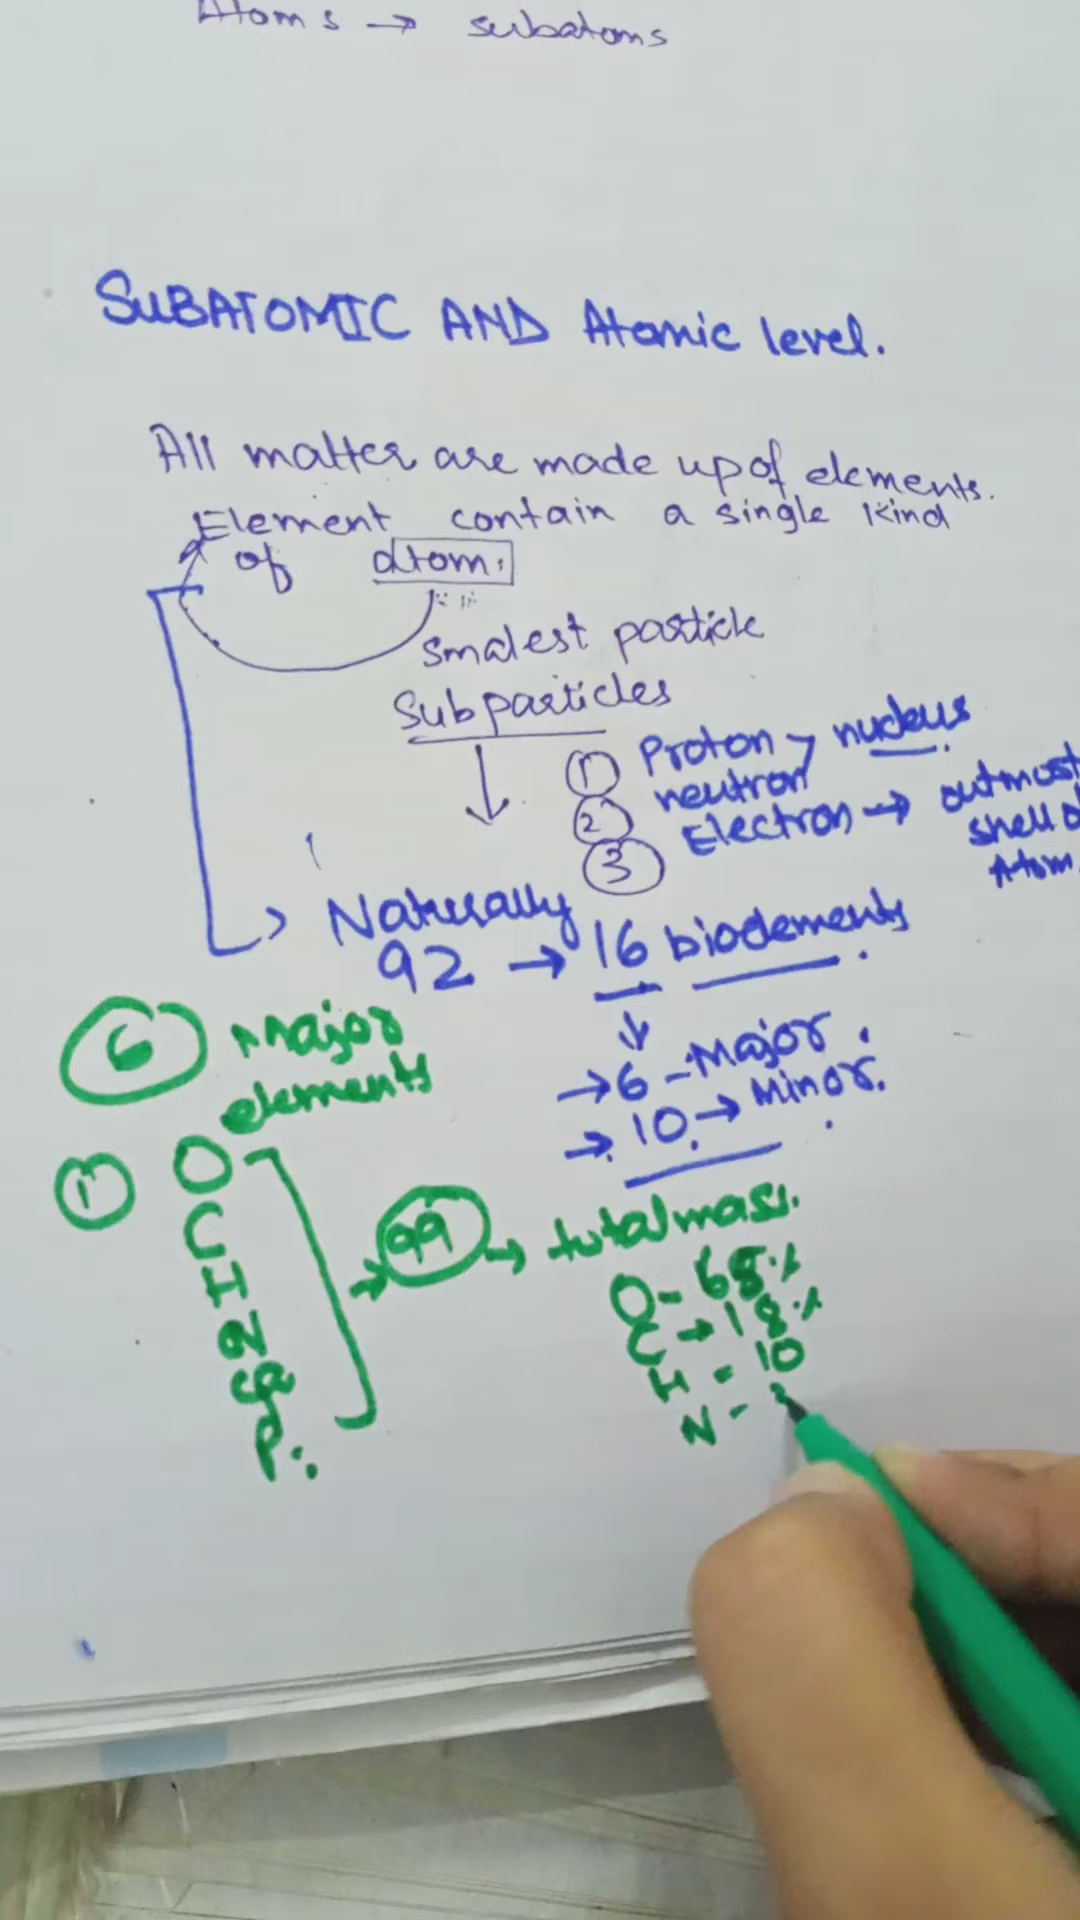 Atoms → subatoms
SUBATOMIC AND Atomic level.
All matter are made up of elements.
Element contain a single kind
of atom.
Smalest particle
Subparticles
① Proton nucleus
② neutron
③ Electron → outmost
shell
Atom
Naturally
92 → 16 bioelements
→ 6 - Major.
→ 10. → Minor.
6 Major
elements
① O
C
H
N
P.
→ 99 → total mass.
O - 65%
C → 18%
H - 10
N -